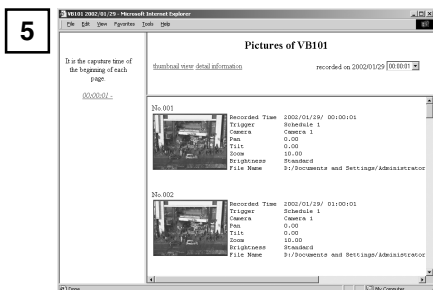 5
VB101 2002/01/29 - Microsoft Internet Explorer
File Edit View Favorites Tools Help
It is the capsture time of
the beginning of each
page.
00:00:01 -
Pictures of VB101
thumbnail view detail information
recorded on 2002/01/29 00:00:01
No.001
Recorded Time 2002/01/29/ 00:00:01
Trigger Schedule 1
Camera Camera 1
Pan 0.00
Tilt 0.00
Zoom 10.00
Brightness Standard
File Name D:/Documents and Settings/Administrator
No.002
Recorded Time 2002/01/29/ 01:00:01
Trigger Schedule 1
Camera Camera 1
Pan 0.00
Tilt 0.00
Zoom 10.00
Brightness Standard
File Name D:/Documents and Settings/Administrator
Done
My Computer